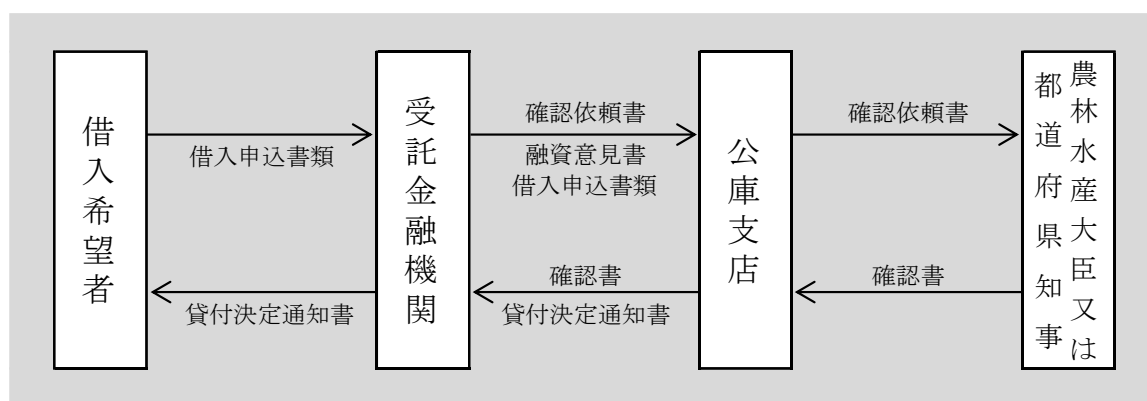 借入希望者
借入申込書類
貸付決定通知書
受託金融機関
確認依頼書
融資意見書
借入申込書類
確認書
貸付決定通知書
公庫支店
確認依頼書
確認書
農林水産大臣又は
都道府県知事